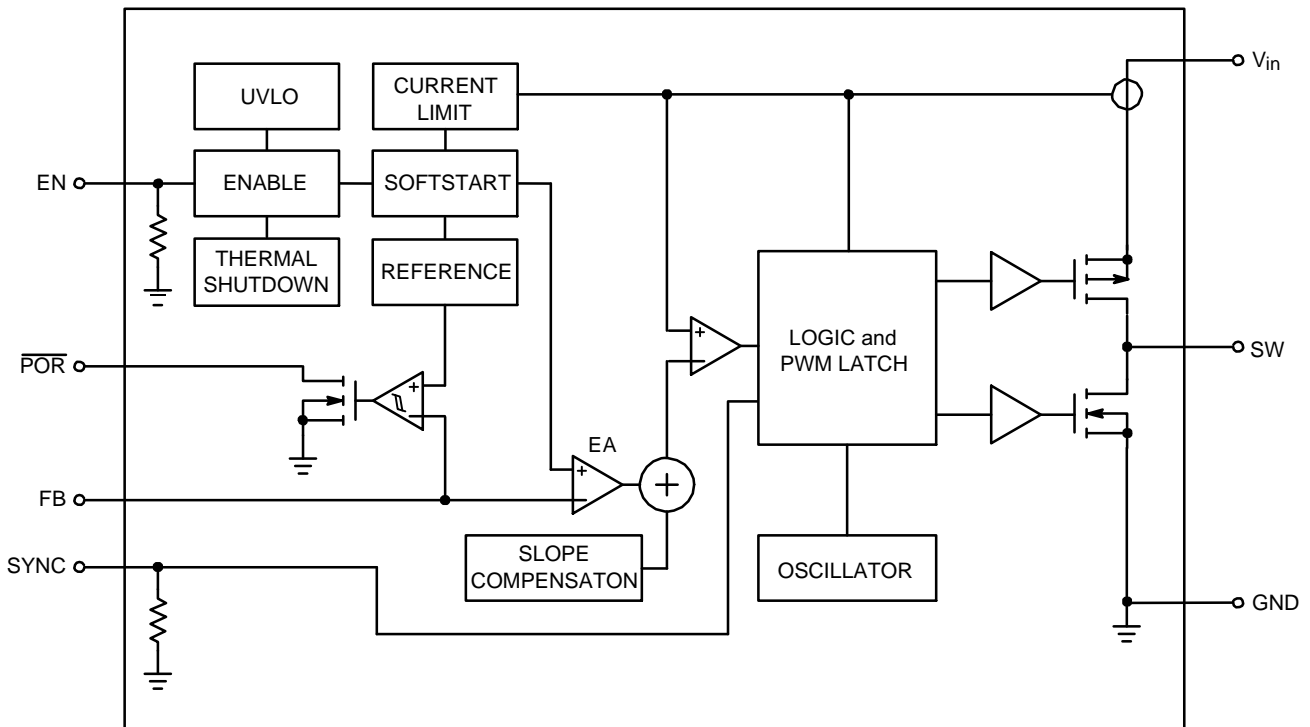 Vin
UVLO
CURRENT
LIMIT
EN
ENABLE
SOFTSTART
THERMAL
SHUTDOWN
REFERENCE
+
LOGIC and
PWM LATCH
POR
SW
+
EA
+
+
FB
SYNC
SLOPE
COMPENSATON
OSCILLATOR
GND